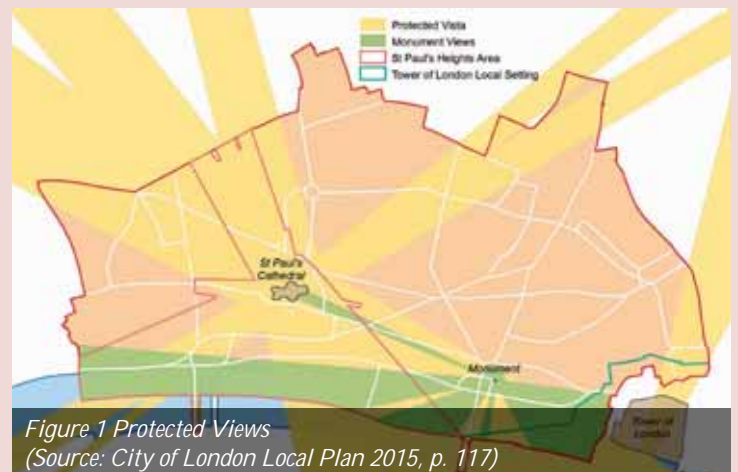 Protected Vista
Monument Views
St Paul's Heights Area
Tower of London Local Setting
St Paul's
Cathedral
Monument
Tower of
London
Figure 1 Protected Views
(Source: City of London Local Plan 2015, p. 117)